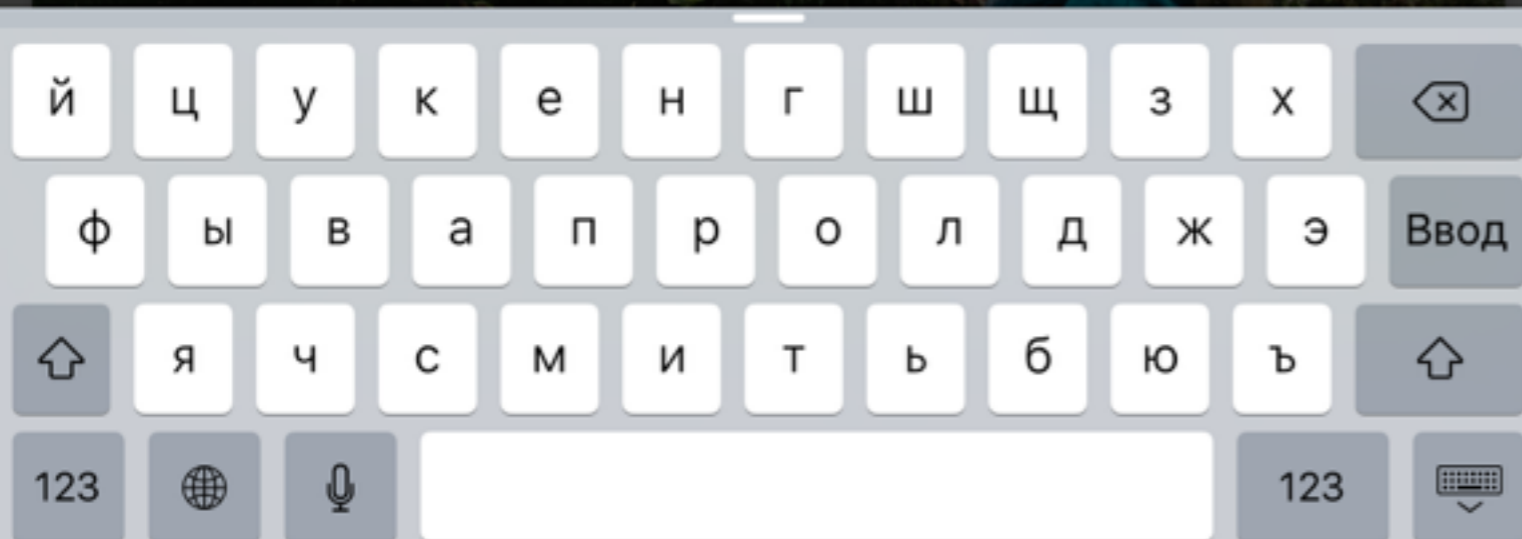 й ц у к е н г ш щ з х
ф ы в а п р о л д ж э Ввод
я ч с м и т ь б ю ъ
123 123